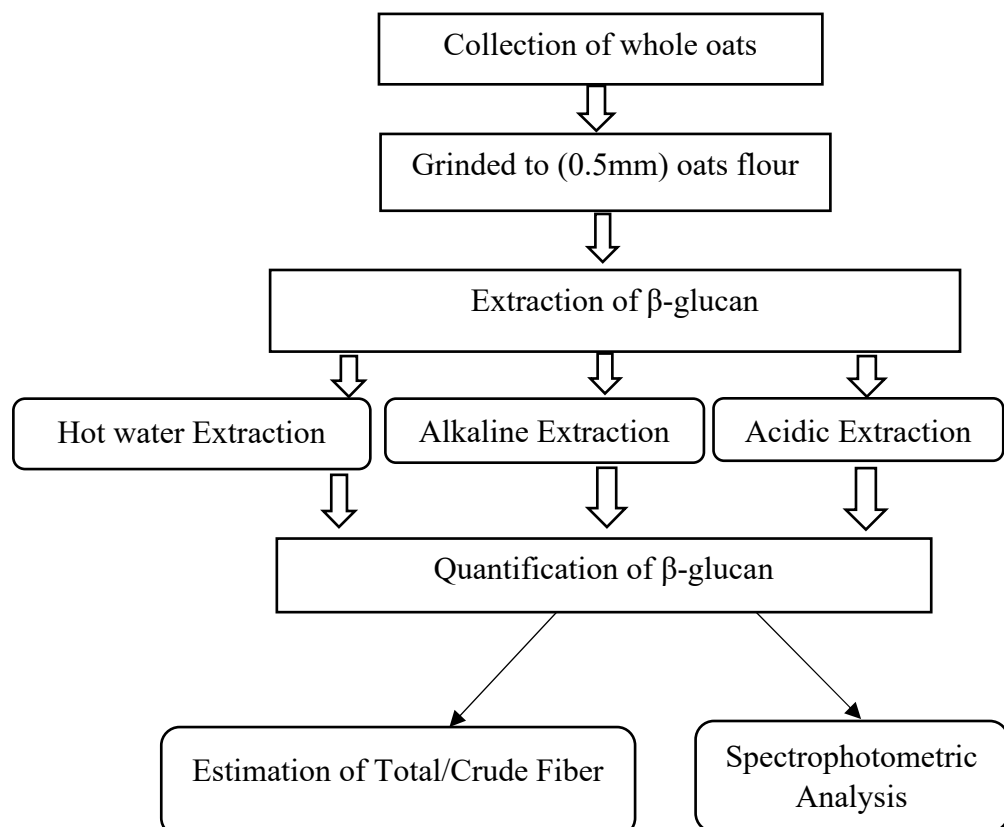 Collection of whole oats
Grinded to (0.5mm) oats flour
Extraction of β-glucan
Hot water Extraction
Alkaline Extraction
Acidic Extraction
Quantification of β-glucan
Estimation of Total/Crude Fiber
Spectrophotometric
Analysis